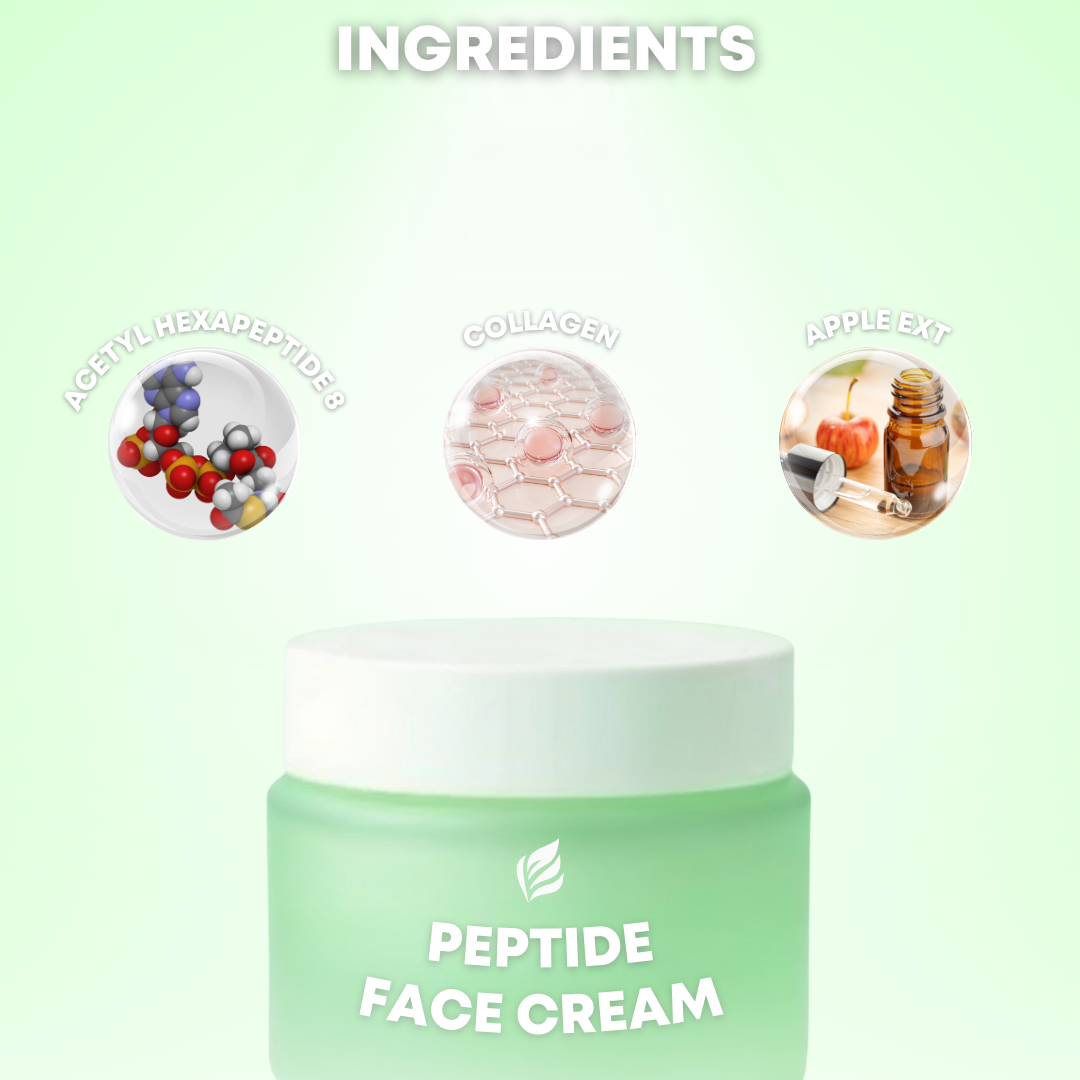 INGREDIENTS
ACETYL HEXAPEPTIDE 8
COLLAGEN
APPLE EXT
PEPTIDE
FACE CREAM